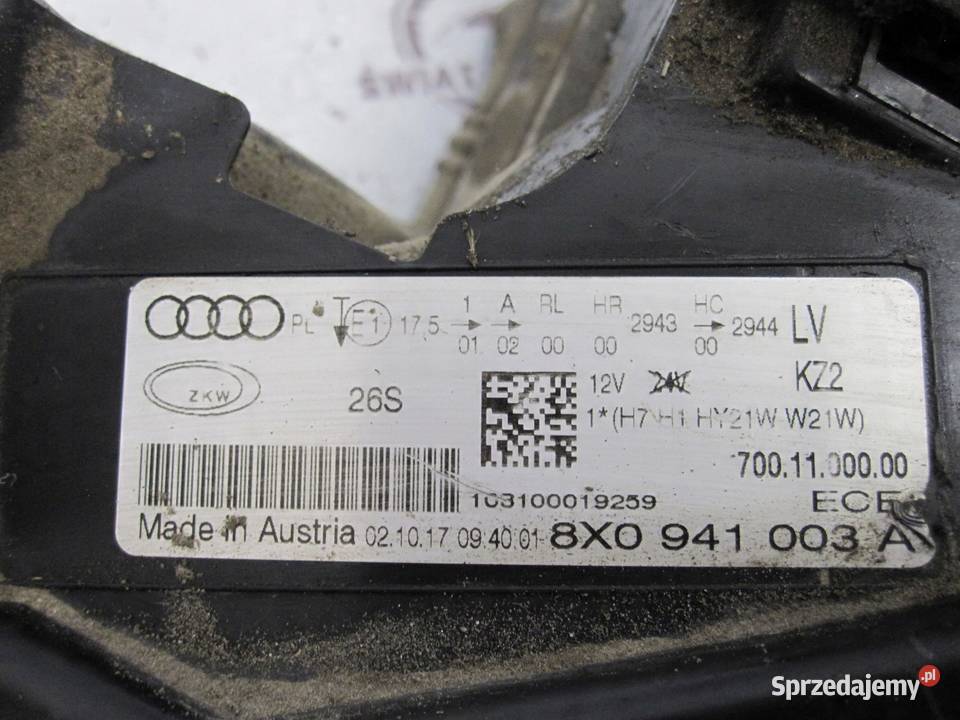 ŚWIAT
PL E1 17,5 → 1 01 → A 02 RL 00 HR 00 2943 → HC 00 2944 LV
ZKW 26S 12V 24V KZ2
1*(H7 H1 HY21W W21W)
700.11.000.00
103100019259 ECE
Made in Austria 02.10.17 09:40:01 8X0 941 003 A
Sprzedajemy.pl